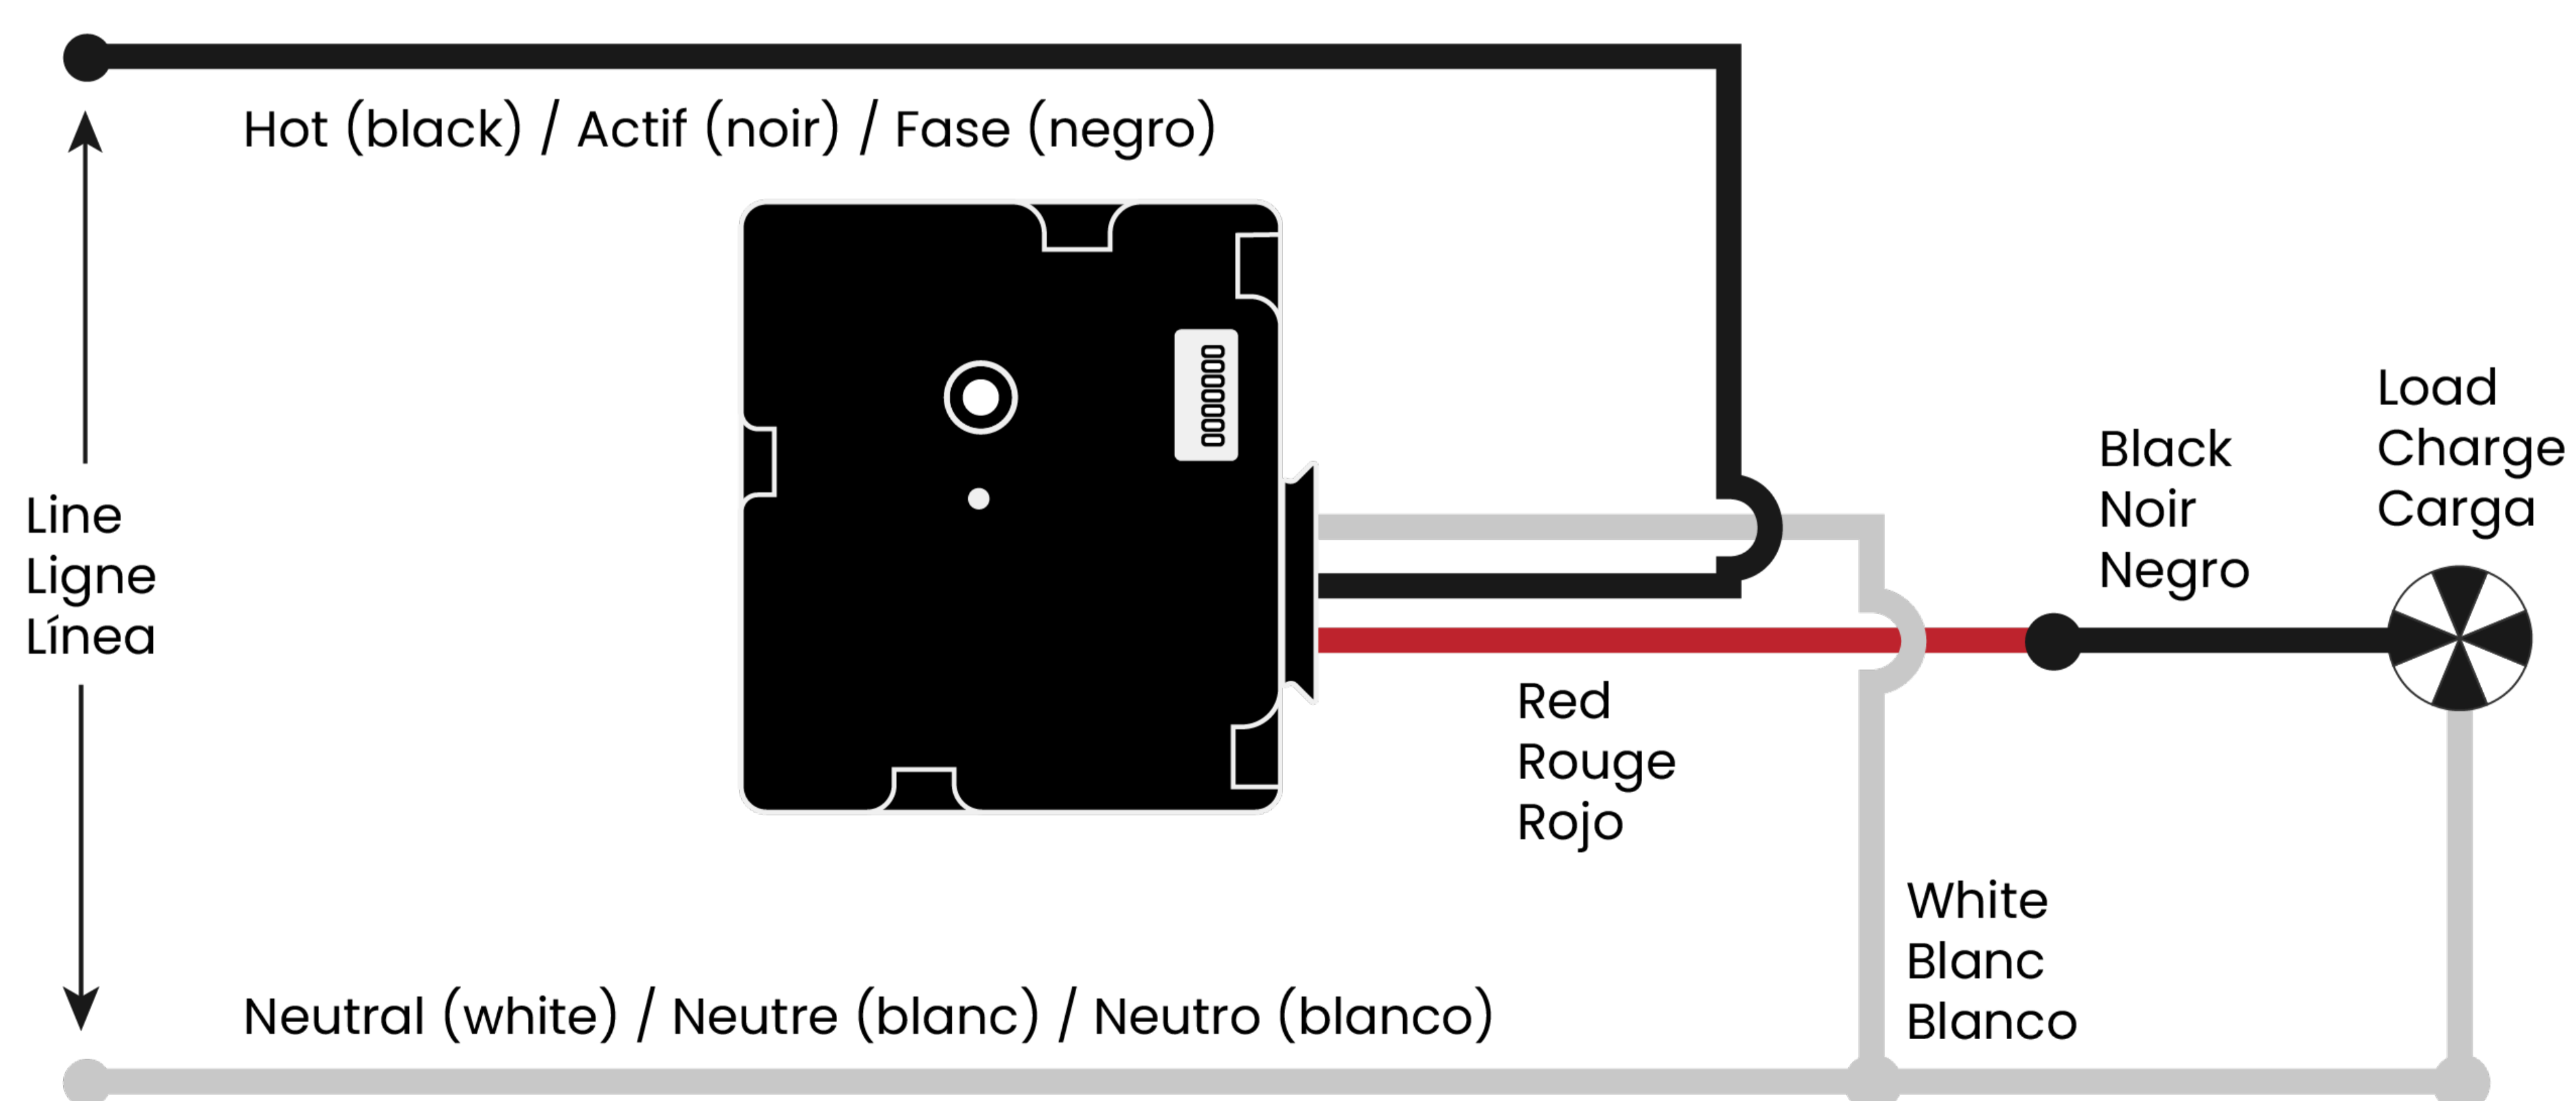 Hot (black) / Actif (noir) / Fase (negro)
0000000
Line
Ligne
Línea
Load
Charge
Carga
Black
Noir
Negro
Red
Rouge
Rojo
White
Blanc
Blanco
Neutral (white) / Neutre (blanc) / Neutro (blanco)